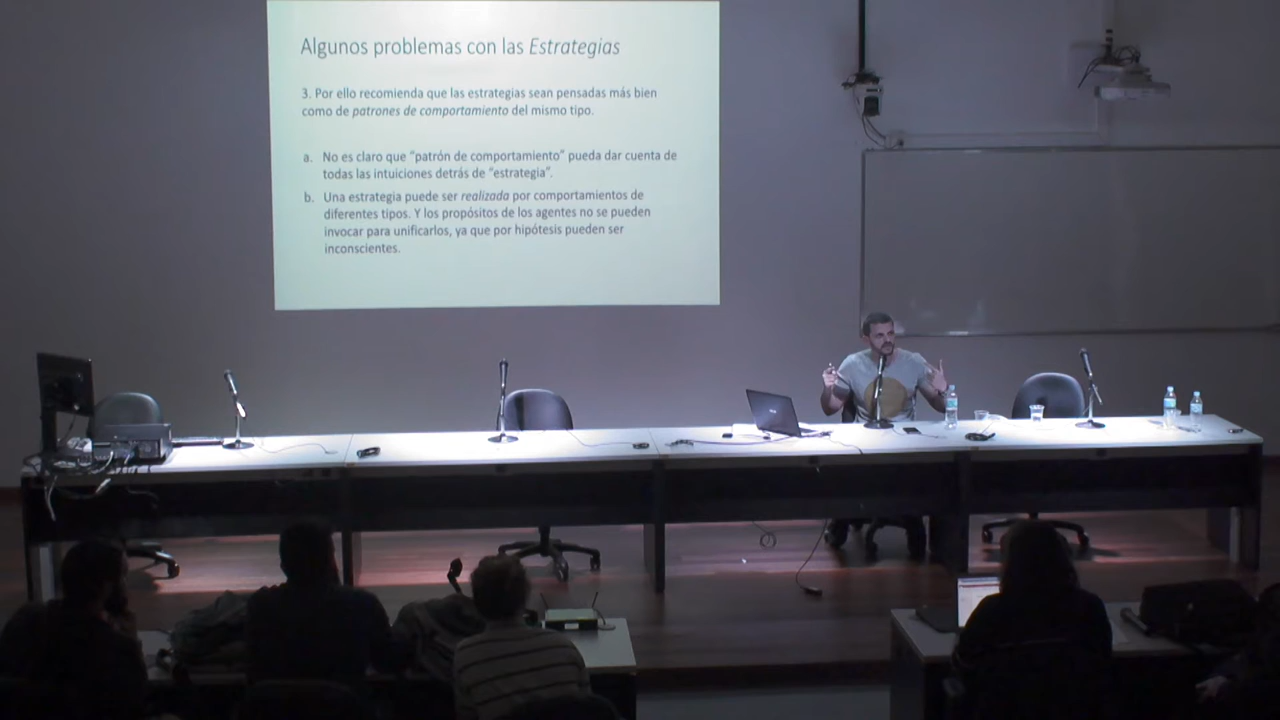 Algunos problemas con las Estrategias
3. Por ello recomienda que las estrategias sean pensadas más bien
como de patrones de comportamiento del mismo tipo.
a. No es claro que “patrón de comportamiento” pueda dar cuenta de
todas las intuiciones detrás de “estrategia”.
b. Una estrategia puede ser realizada por comportamientos de
diferentes tipos. Y los propósitos de los agentes no se pueden
invocar para unificarlos, ya que por hipótesis pueden ser
inconscientes.